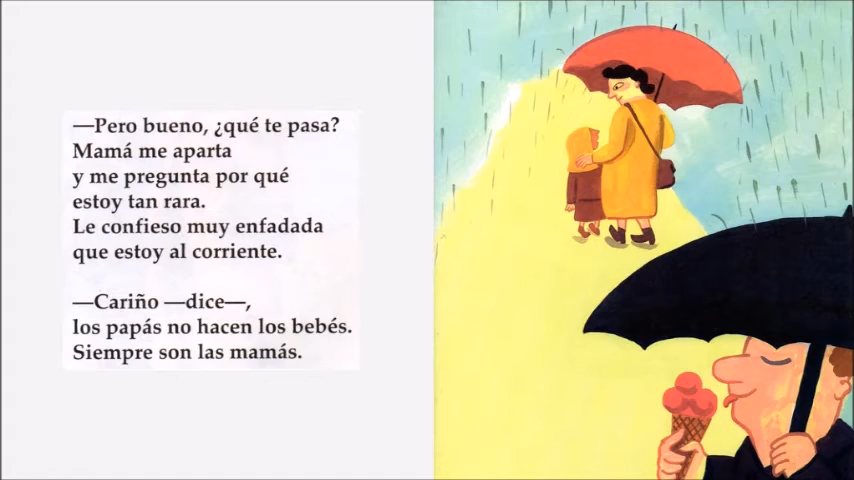 —Pero bueno, ¿qué te pasa?
Mamá me aparta
y me pregunta por qué
estoy tan rara.
Le confieso muy enfadada
que estoy al corriente.
—Cariño —dice—,
los papás no hacen los bebés.
Siempre son las mamás.